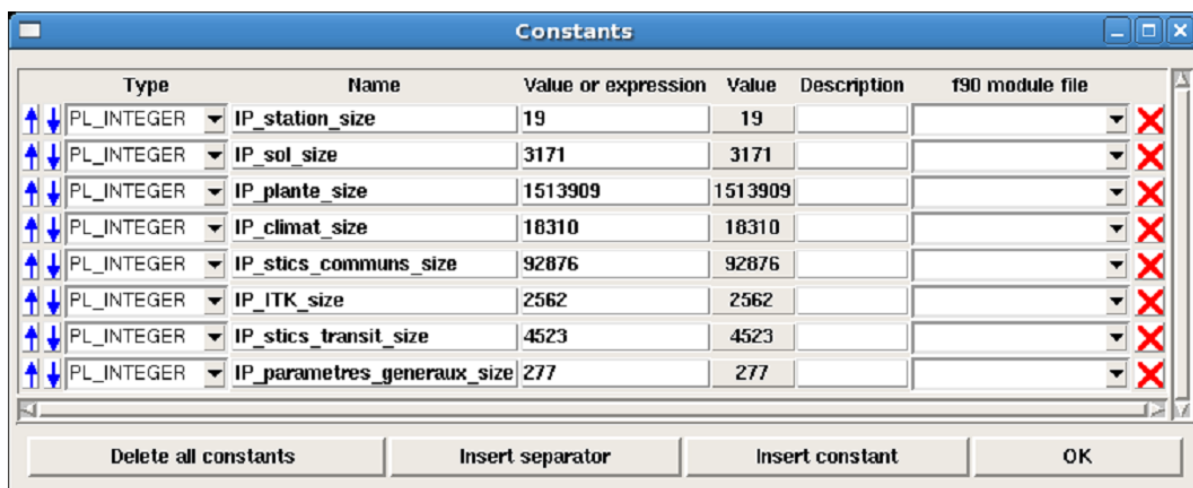 Constants
Type Name Value or expression Value Description f90 module file
PL_INTEGER IP_station_size 19 19
PL_INTEGER IP_sol_size 3171 3171
PL_INTEGER IP_plante_size 1513909 1513909
PL_INTEGER IP_climat_size 18310 18310
PL_INTEGER IP_stics_communs_size 92876 92876
PL_INTEGER IP_ITK_size 2562 2562
PL_INTEGER IP_stics_transit_size 4523 4523
PL_INTEGER IP_parametres_generaux_size 277 277
Delete all constants Insert separator Insert constant OK